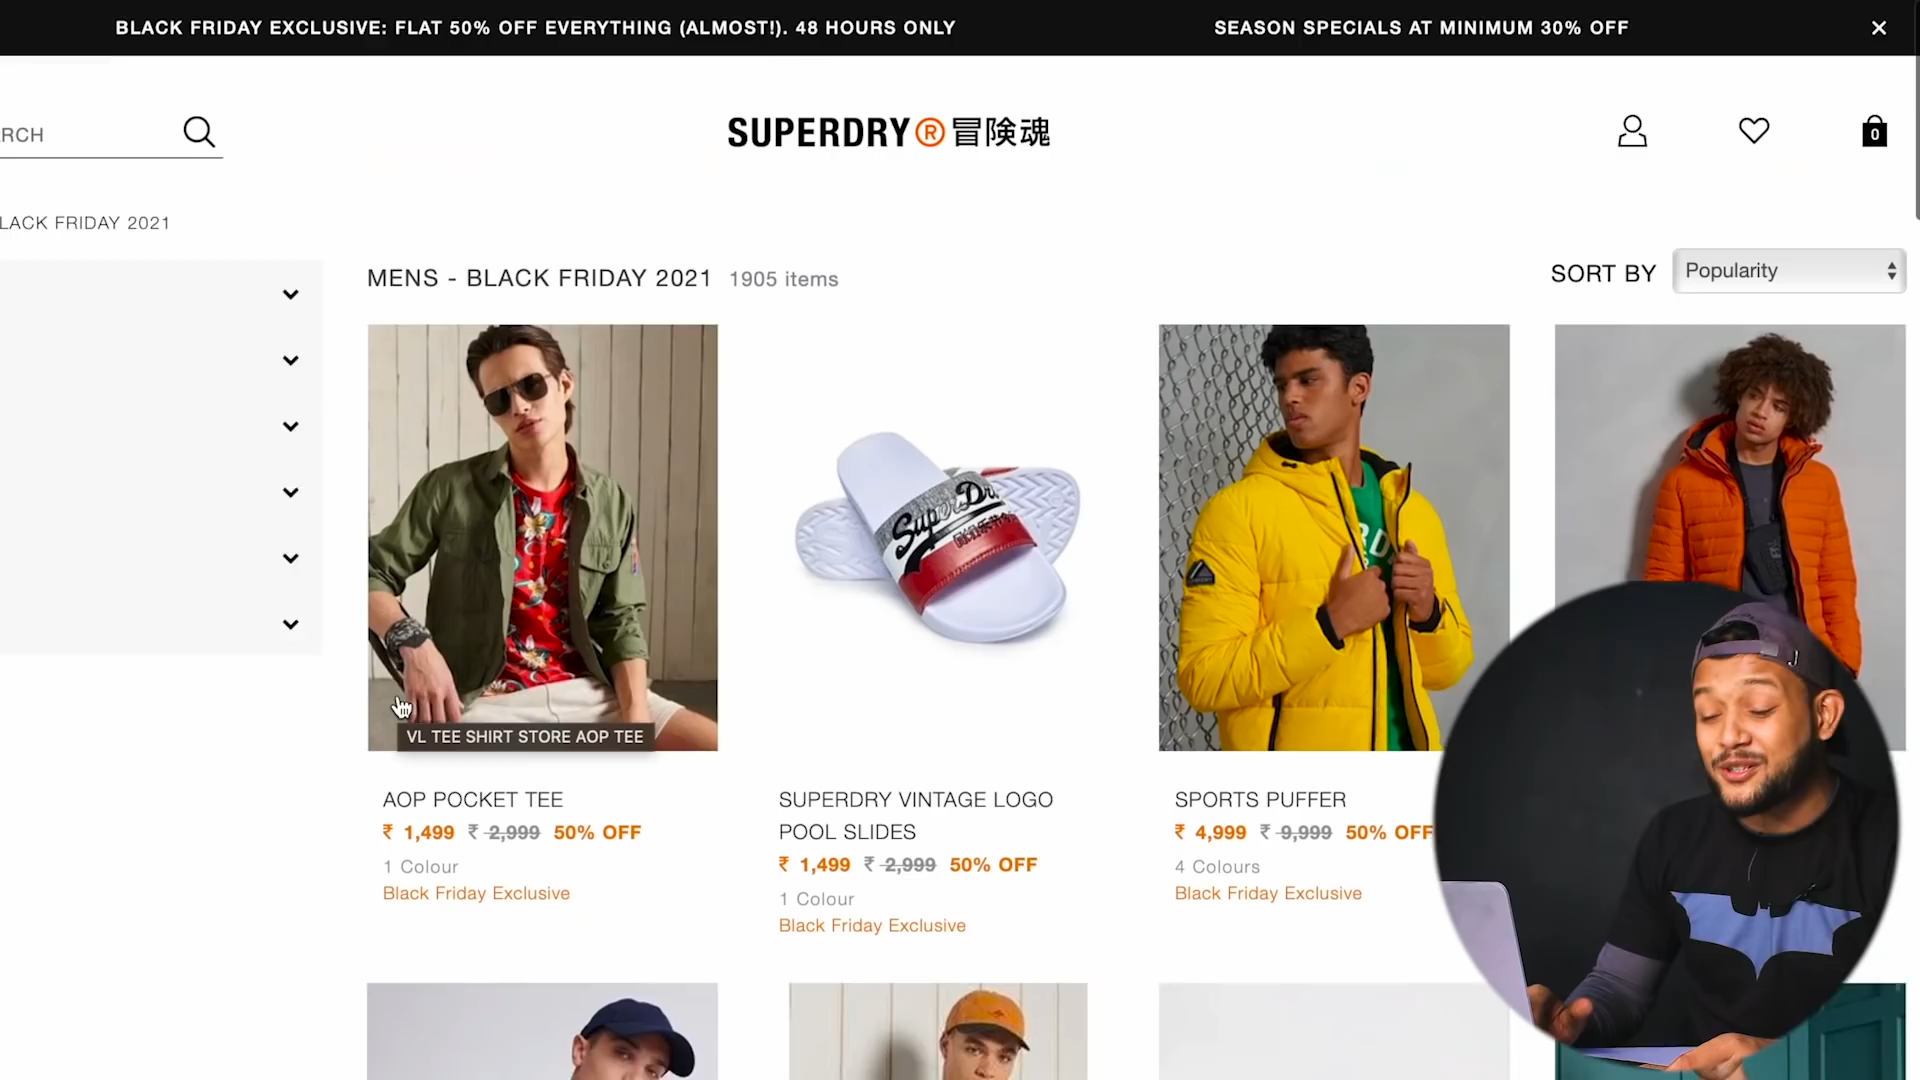 BLACK FRIDAY EXCLUSIVE: FLAT 50% OFF EVERYTHING (ALMOST!). 48 HOURS ONLY
SEASON SPECIALS AT MINIMUM 30% OFF
RCH
SUPERDRY®冒険魂
0
LACK FRIDAY 2021
MENS - BLACK FRIDAY 2021 1905 items
SORT BY Popularity
SuperDry
VL TEE SHIRT STORE AOP TEE
AOP POCKET TEE
₹ 1,499 ₹ 2,999 50% OFF
1 Colour
Black Friday Exclusive
SUPERDRY VINTAGE LOGO
POOL SLIDES
₹ 1,499 ₹ 2,999 50% OFF
1 Colour
Black Friday Exclusive
SPORTS PUFFER
₹ 4,999 ₹ 9,999 50% OFF
4 Colours
Black Friday Exclusive